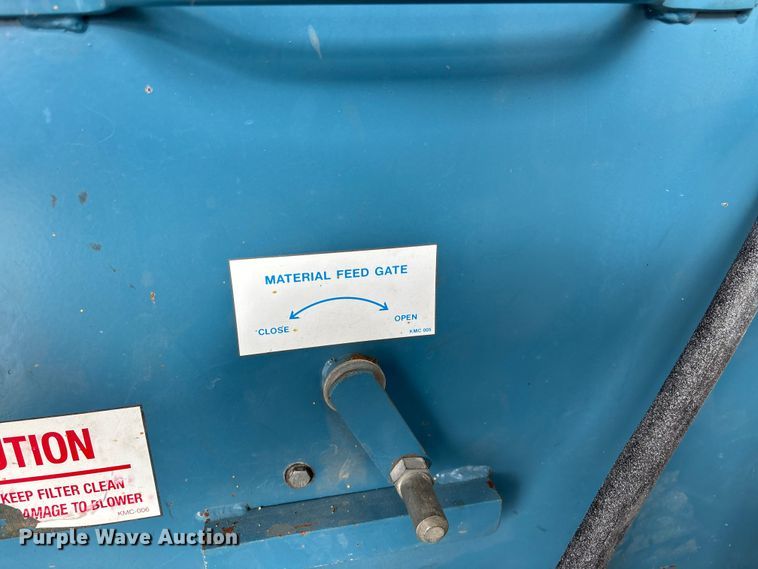 MATERIAL FEED GATE
CLOSE
OPEN
KMC 005
UTION
KEEP FILTER CLEAN
AMAGE TO BLOWER
KMC-006
Purple Wave Auction